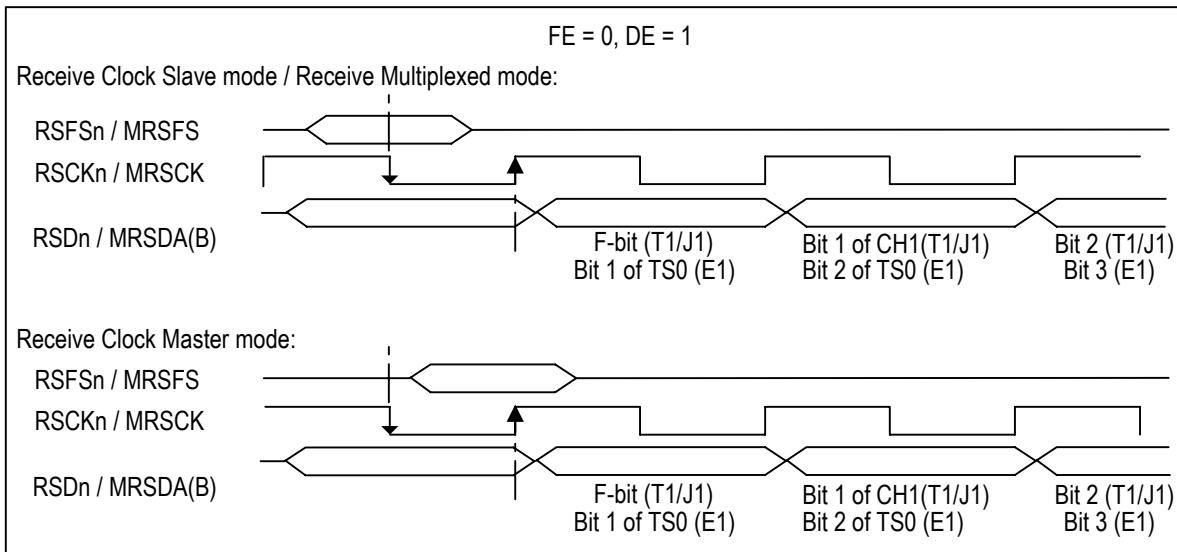 FE = 0, DE = 1
Receive Clock Slave mode / Receive Multiplexed mode:
RSFSn / MRSFS
RSCKn / MRSCK
RSDn / MRSDA(B)
F-bit (T1/J1)
Bit 1 of TS0 (E1)
Bit 1 of CH1(T1/J1)
Bit 2 of TS0 (E1)
Bit 2 (T1/J1)
Bit 3 (E1)
Receive Clock Master mode:
RSFSn / MRSFS
RSCKn / MRSCK
RSDn / MRSDA(B)
F-bit (T1/J1)
Bit 1 of TS0 (E1)
Bit 1 of CH1(T1/J1)
Bit 2 of TS0 (E1)
Bit 2 (T1/J1)
Bit 3 (E1)